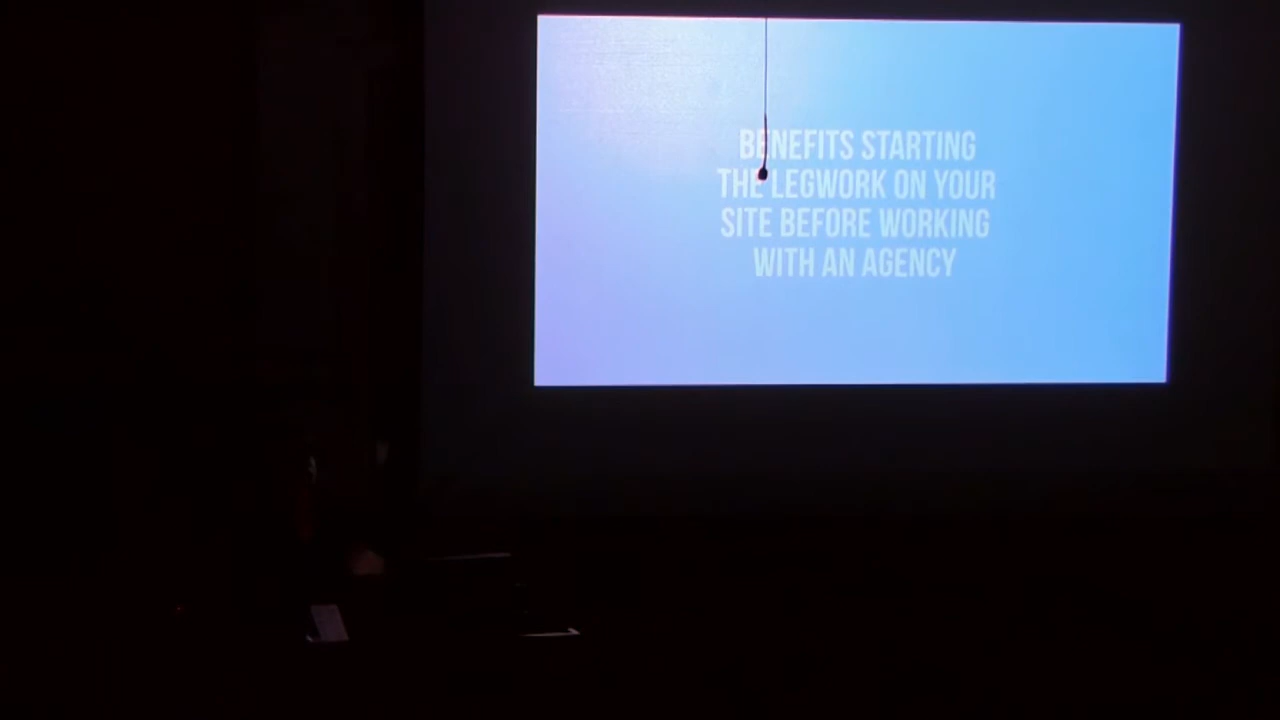 BENEFITS STARTING
THE LEGWORK ON YOUR
SITE BEFORE WORKING
WITH AN AGENCY